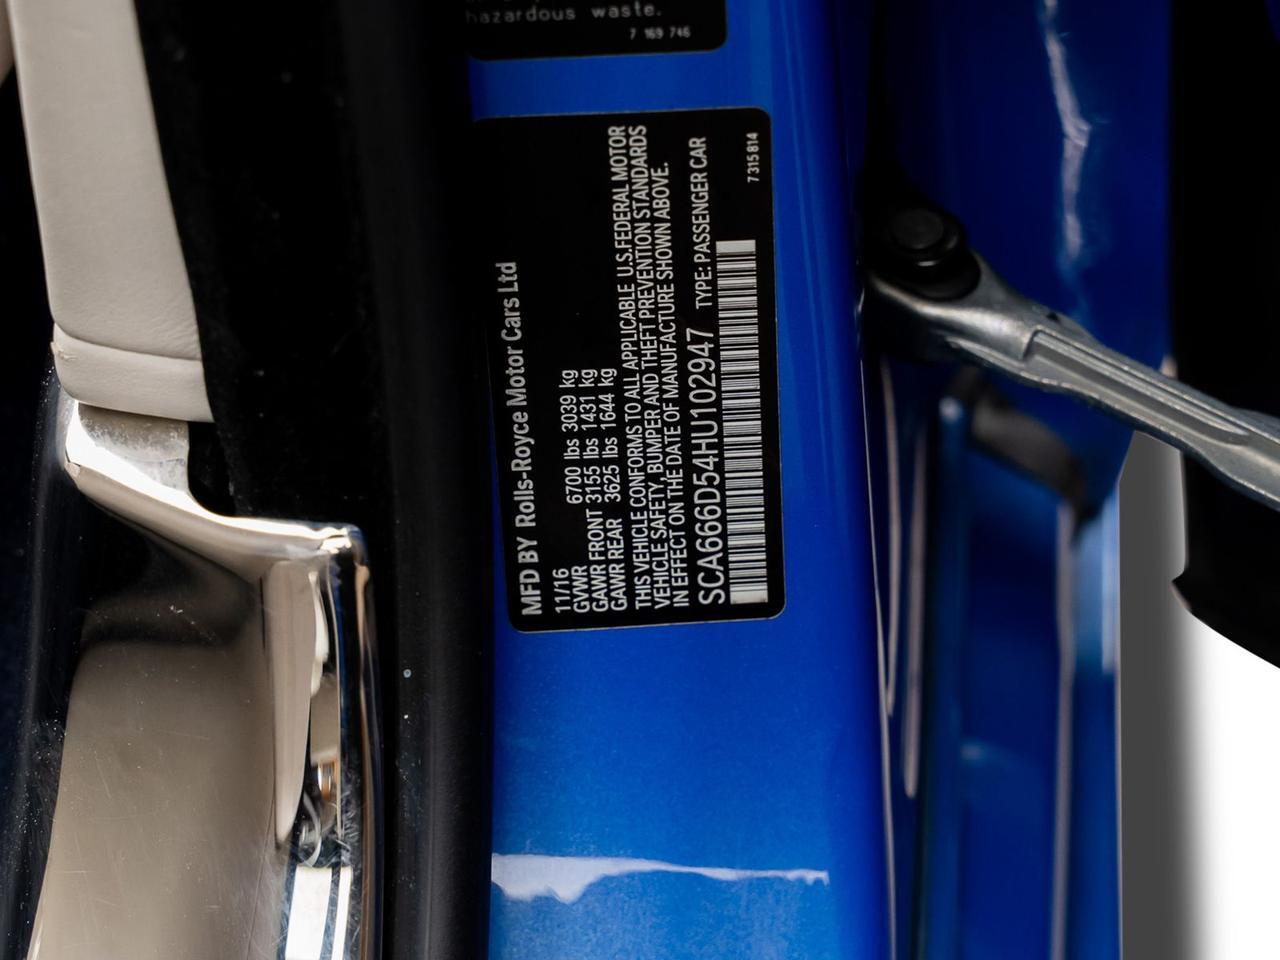 hazardous waste.
7 169 746
MFD BY Rolls-Royce Motor Cars Ltd
11/16
GVWR 6700 lbs 3039 kg
GAWR FRONT 3155 lbs 1431 kg
GAWR REAR 3625 lbs 1644 kg
THIS VEHICLE CONFORMS TO ALL APPLICABLE U.S.FEDERAL MOTOR
VEHICLE SAFETY, BUMPER AND THEFT PREVENTION STANDARDS
IN EFFECT ON THE DATE OF MANUFACTURE SHOWN ABOVE.
SCA666D54HU102947 TYPE: PASSENGER CAR
7 315 814